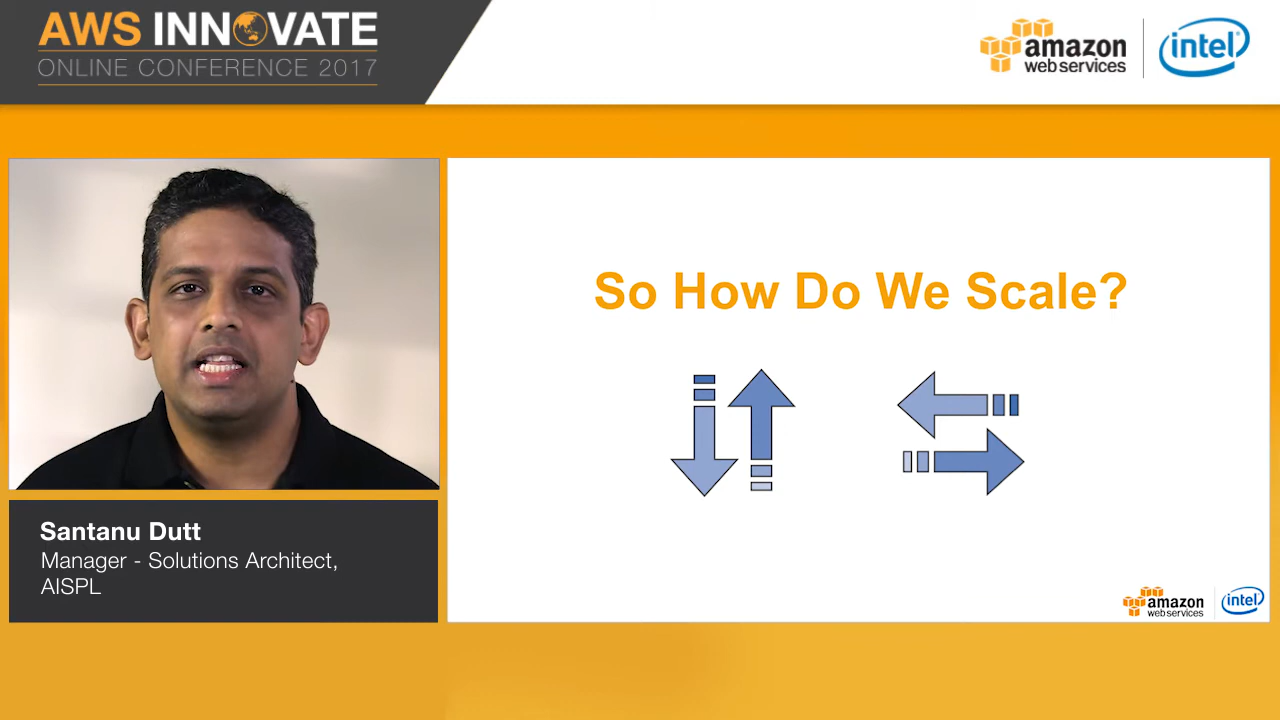 AWS INNOVATE
ONLINE CONFERENCE 2017
amazon
web services
intel
So How Do We Scale?
Santanu Dutt
Manager - Solutions Architect,
AISPL
amazon
web services
intel